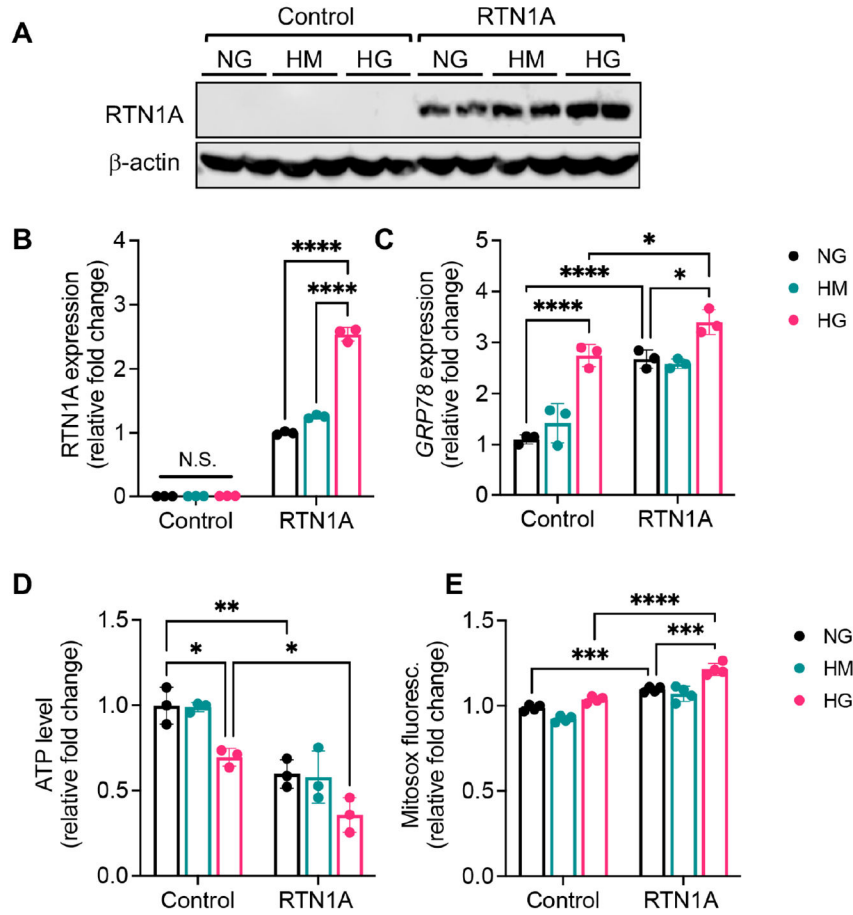 A
Control RTN1A
NG HM HG NG HM HG
RTN1A
β-actin
B
RTN1A expression
(relative fold change)
4
3
2
1
0
****
****
N.S.
Control RTN1A
C
GRP78 expression
(relative fold change)
5
4
3
2
1
0
*
****
*
****
Control RTN1A
NG
HM
HG
D
ATP level
(relative fold change)
1.5
1.0
0.5
0.0
**
*
*
Control RTN1A
E
Mitosox fluoresc.
(relative fold change)
1.5
1.0
0.5
0.0
****
***
***
Control RTN1A
NG
HM
HG